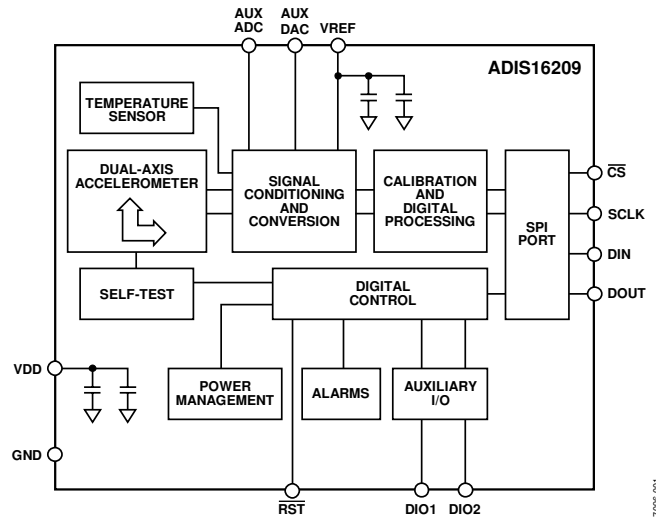 AUX
ADC
AUX
DAC
VREF
ADIS16209
TEMPERATURE
SENSOR
DUAL-AXIS
ACCELEROMETER
SIGNAL
CONDITIONING
AND
CONVERSION
CALIBRATION
AND
DIGITAL
PROCESSING
SPI
PORT
CS
SCLK
DIN
DOUT
SELF-TEST
DIGITAL
CONTROL
VDD
POWER
MANAGEMENT
ALARMS
AUXILIARY
I/O
GND
RST
DIO1
DIO2